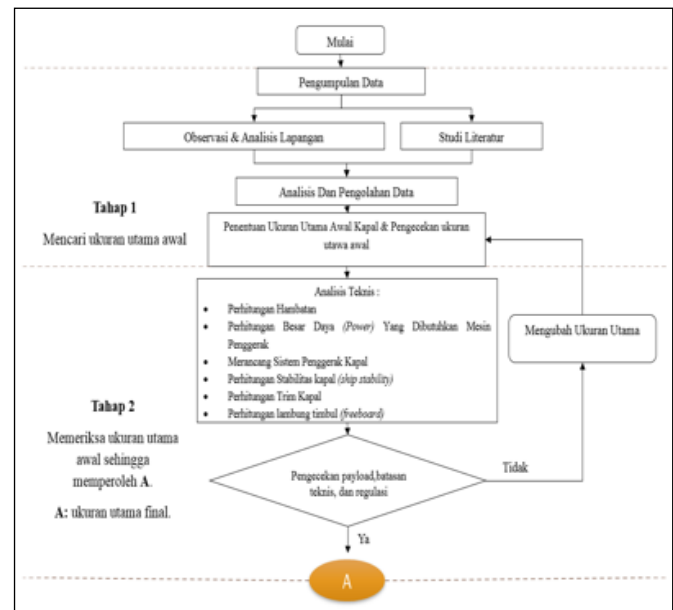 Mulai
Pengumpulan Data
Observasi & Analisis Lapangan
Studi Literatur
Analisis Dan Pengolahan Data
Tahap 1
Mencari ukuran utama awal
Penentuan Ukuran Utama Awal Kapal & Pengecekan ukuran
utawa awal
Analisis Teknis :
• Perhitungan Hambatan
• Perhitungan Besar Daya (Power) Yang Dibutuhkan Mesin
Penggerak
• Merancang Sistem Penggerak Kapal
• Perhitungan Stabilitas kapal (ship stability)
• Perhitungan Trim Kapal
• Perhitungan lambung timbul (freeboard)
Mengubah Ukuran Utama
Tahap 2
Memeriksa ukuran utama
awal sehingga
memperoleh A.
A: ukuran utama final.
Pengecekan payload,batasan
teknis, dan regulasi
Tidak
Ya
A